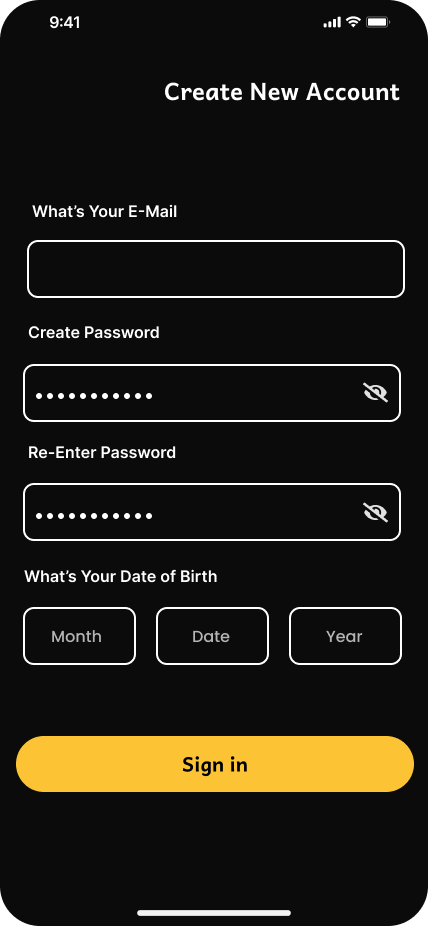 9:41
Create New Account
What's Your E-Mail
Create Password
•••••••••••
Re-Enter Password
•••••••••••
What's Your Date of Birth
Month Date Year
Sign in